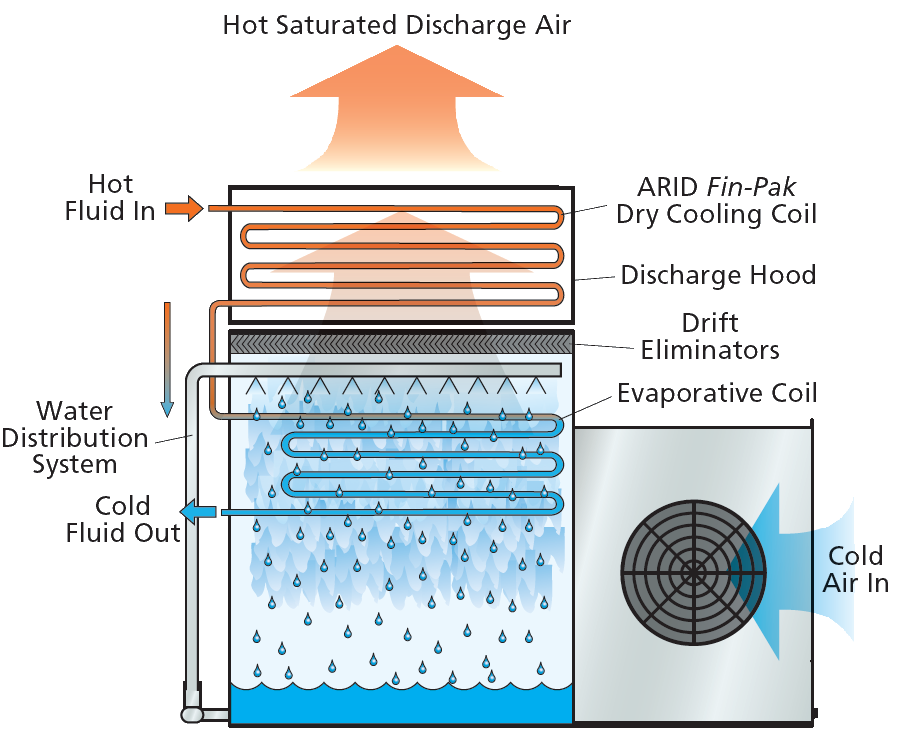 Hot Saturated Discharge Air
Hot
Fluid In
ARID Fin-Pak
Dry Cooling Coil
Discharge Hood
Drift
Eliminators
Evaporative Coil
Water
Distribution
System
Cold
Fluid Out
Cold
Air In